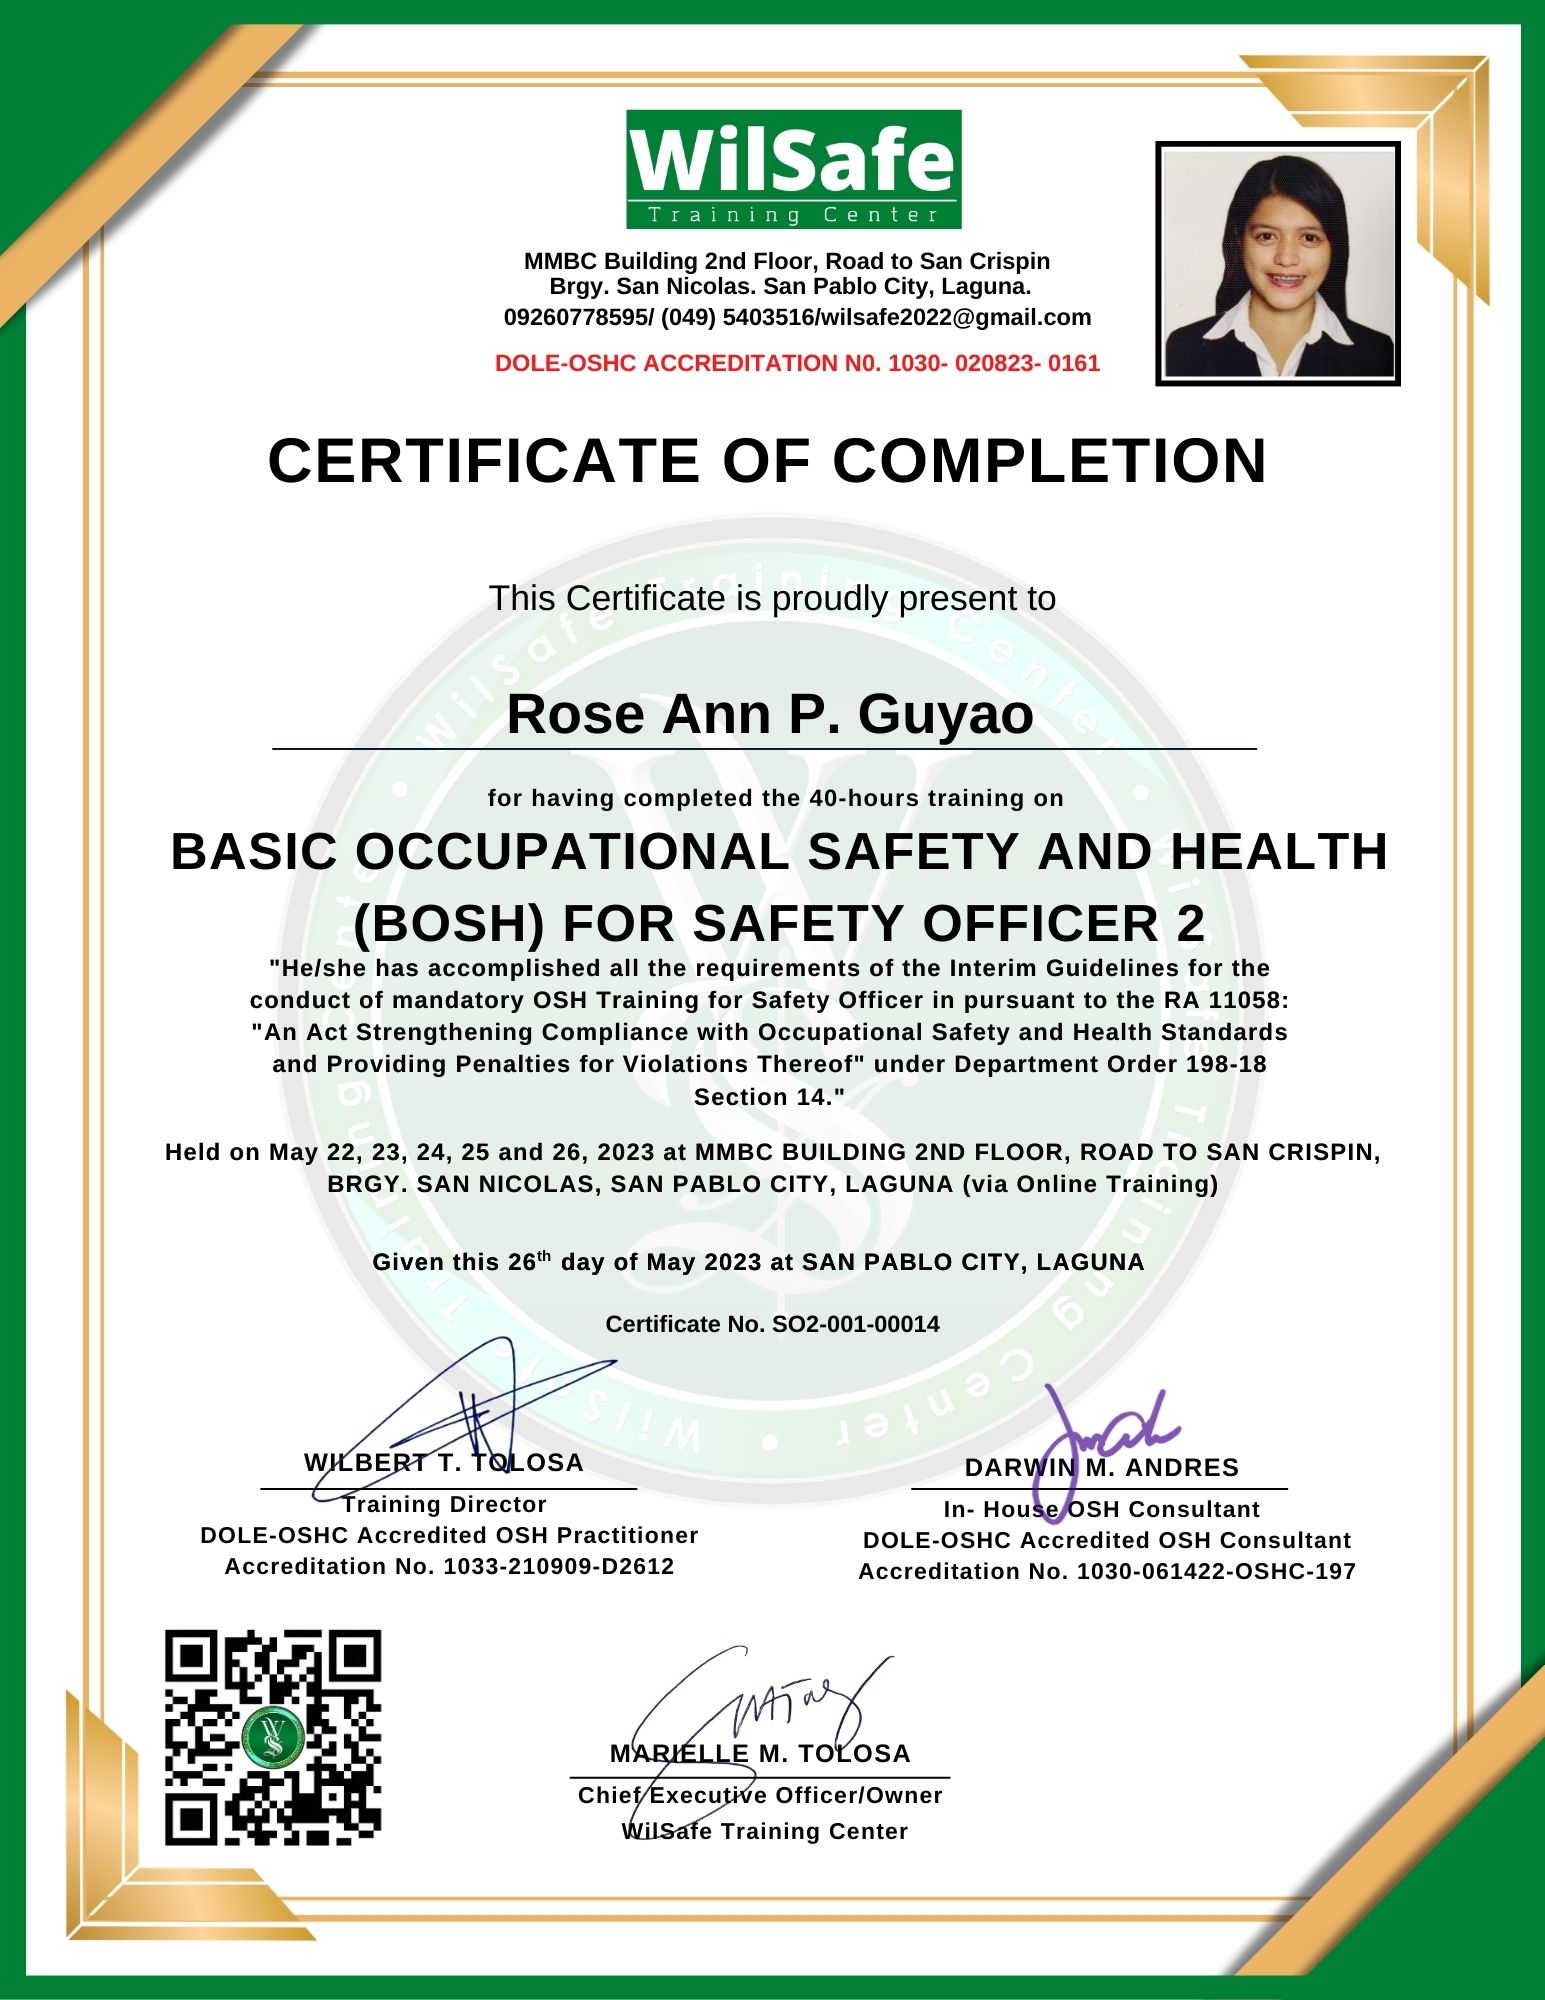 WilSafe
Training Center
MMBC Building 2nd Floor, Road to San Crispin
Brgy. San Nicolas. San Pablo City, Laguna.
09260778595/ (049) 5403516/wilsafe2022@gmail.com
DOLE-OSHC ACCREDITATION N0. 1030- 020823- 0161
CERTIFICATE OF COMPLETION
This Certificate is proudly present to
Rose Ann P. Guyao
for having completed the 40-hours training on
BASIC OCCUPATIONAL SAFETY AND HEALTH
(BOSH) FOR SAFETY OFFICER 2
"He/she has accomplished all the requirements of the Interim Guidelines for the
conduct of mandatory OSH Training for Safety Officer in pursuant to the RA 11058:
"An Act Strengthening Compliance with Occupational Safety and Health Standards
and Providing Penalties for Violations Thereof" under Department Order 198-18
Section 14."
Held on May 22, 23, 24, 25 and 26, 2023 at MMBC BUILDING 2ND FLOOR, ROAD TO SAN CRISPIN,
BRGY. SAN NICOLAS, SAN PABLO CITY, LAGUNA (via Online Training)
Given this 26th day of May 2023 at SAN PABLO CITY, LAGUNA
Certificate No. SO2-001-00014
WILBERT T. TOLOSA
Training Director
DOLE-OSHC Accredited OSH Practitioner
Accreditation No. 1033-210909-D2612
DARWIN M. ANDRES
In- House OSH Consultant
DOLE-OSHC Accredited OSH Consultant
Accreditation No. 1030-061422-OSHC-197
MARIELLE M. TOLOSA
Chief Executive Officer/Owner
WilSafe Training Center
WilSafe Training Center • WilSafe Training Center • WilSafe Training Center •